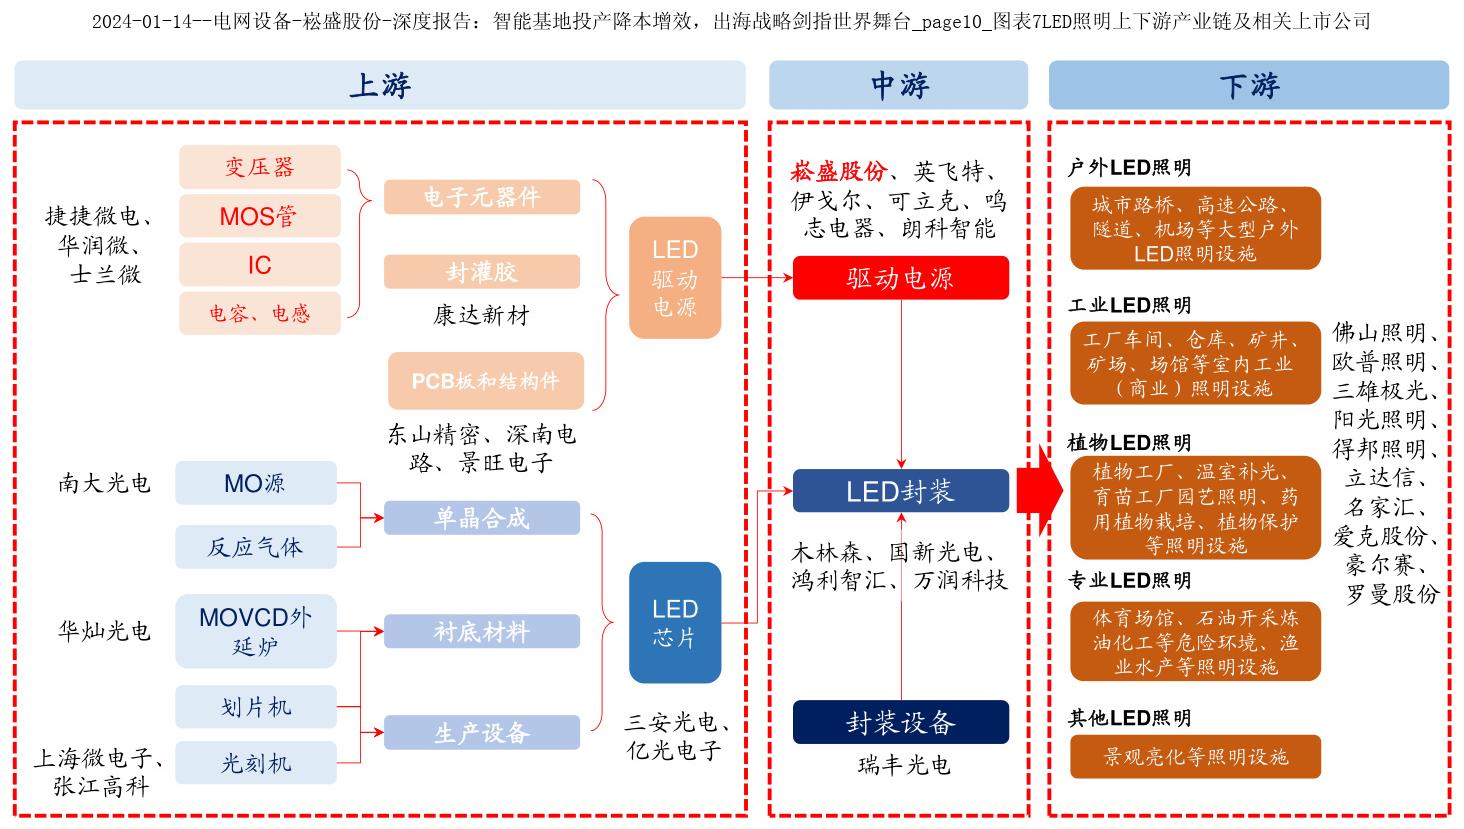 2024-01-14--电网设备-崧盛股份-深度报告：智能基地投产降本增效，出海战略剑指世界舞台_page10_图表7LED照明上下游产业链及相关上市公司
上游
中游
下游
捷捷微电、
华润微、
士兰微
变压器
MOS管
IC
电容、电感
电子元器件
封灌胶
康达新材
PCB板和结构件
东山精密、深南电
路、景旺电子
LED
驱动
电源
南大光电
MO源
反应气体
单晶合成
华灿光电
MOVCD外
延炉
衬底材料
划片机
上海微电子、
张江高科
光刻机
生产设备
LED
芯片
三安光电、
亿光电子
崧盛股份、英飞特、
伊戈尔、可立克、鸣
志电器、朗科智能
驱动电源
LED封装
木林森、国新光电、
鸿利智汇、万润科技
封装设备
瑞丰光电
户外LED照明
城市路桥、高速公路、
隧道、机场等大型户外
LED照明设施
工业LED照明
工厂车间、仓库、矿井、
矿场、场馆等室内工业
（商业）照明设施
植物LED照明
植物工厂、温室补光、
育苗工厂园艺照明、药
用植物栽培、植物保护
等照明设施
专业LED照明
体育场馆、石油开采炼
油化工等危险环境、渔
业水产等照明设施
其他LED照明
景观亮化等照明设施
佛山照明、
欧普照明、
三雄极光、
阳光照明、
得邦照明、
立达信、
名家汇、
爱克股份、
豪尔赛、
罗曼股份